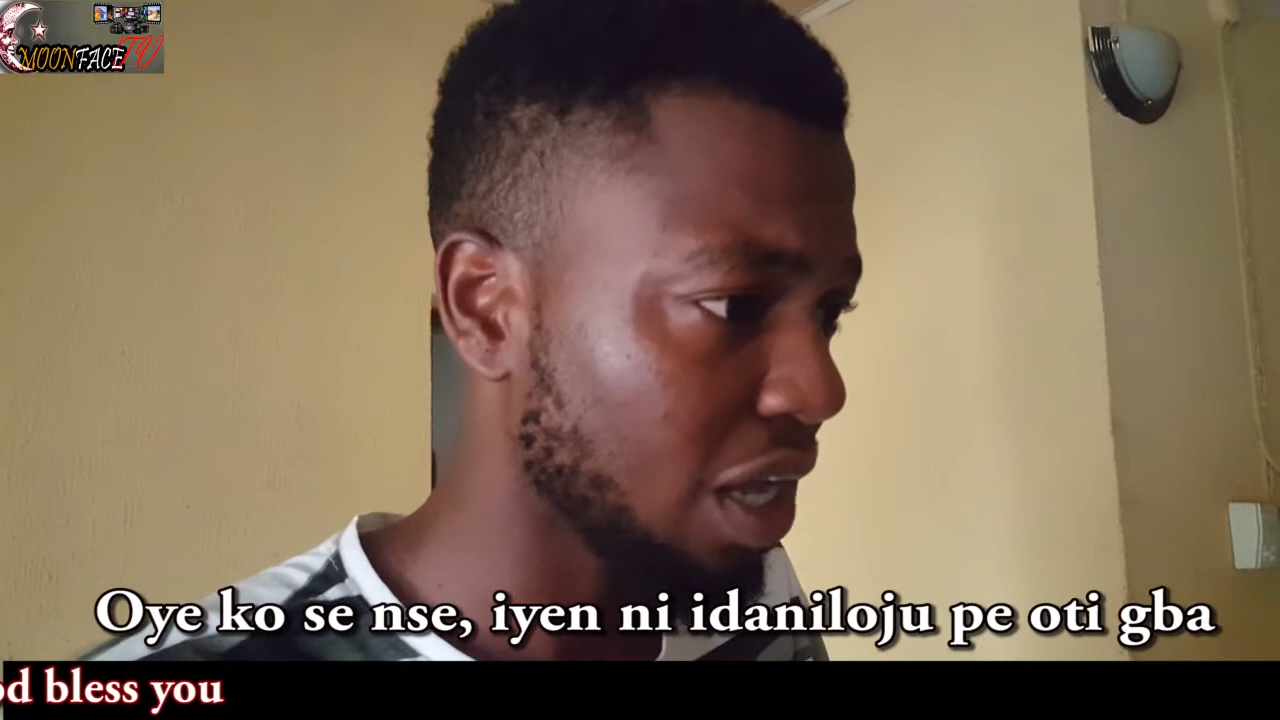 MOONFACE TV
Oye ko se nse, iyen ni idaniloju pe oti gba
bless you